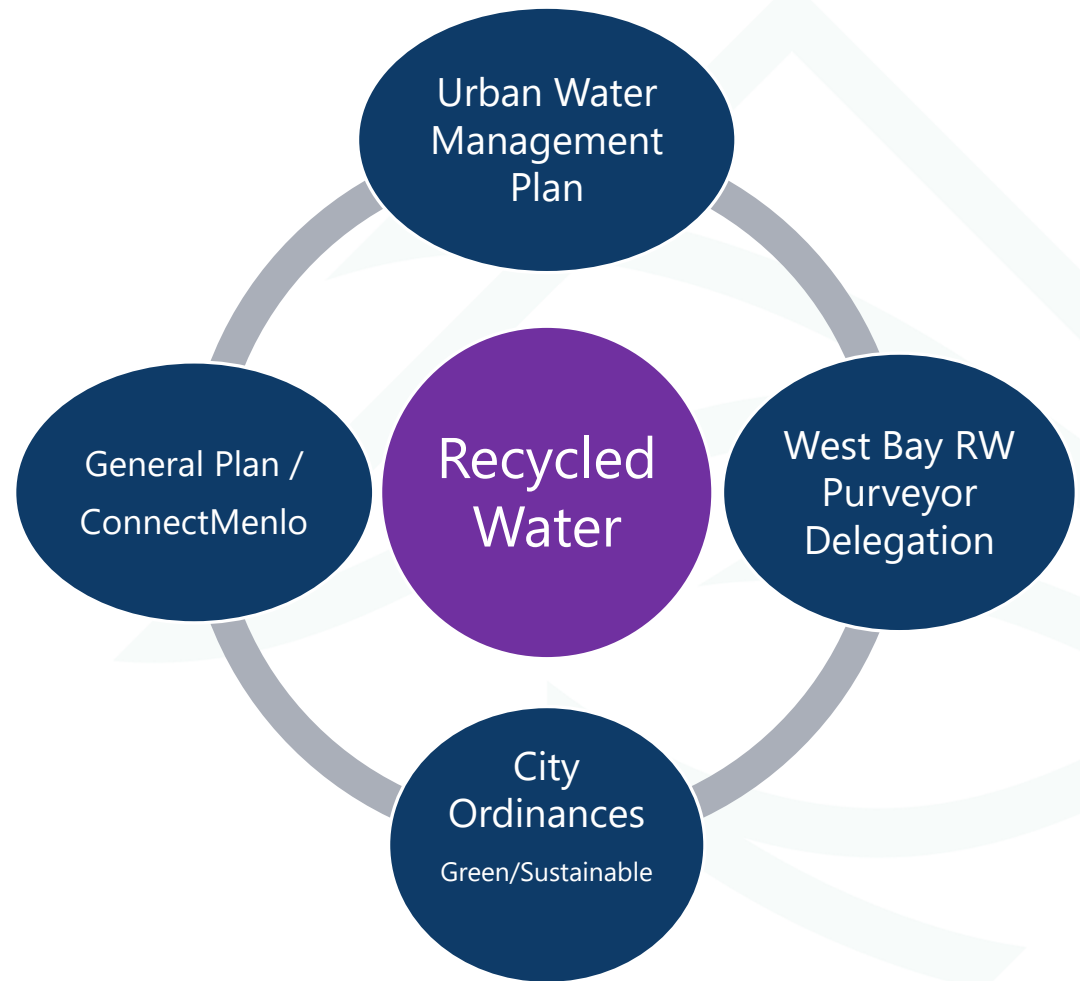 Urban Water
Management
Plan
General Plan /
ConnectMenlo
Recycled
Water
West Bay RW
Purveyor
Delegation
City
Ordinances
Green/Sustainable